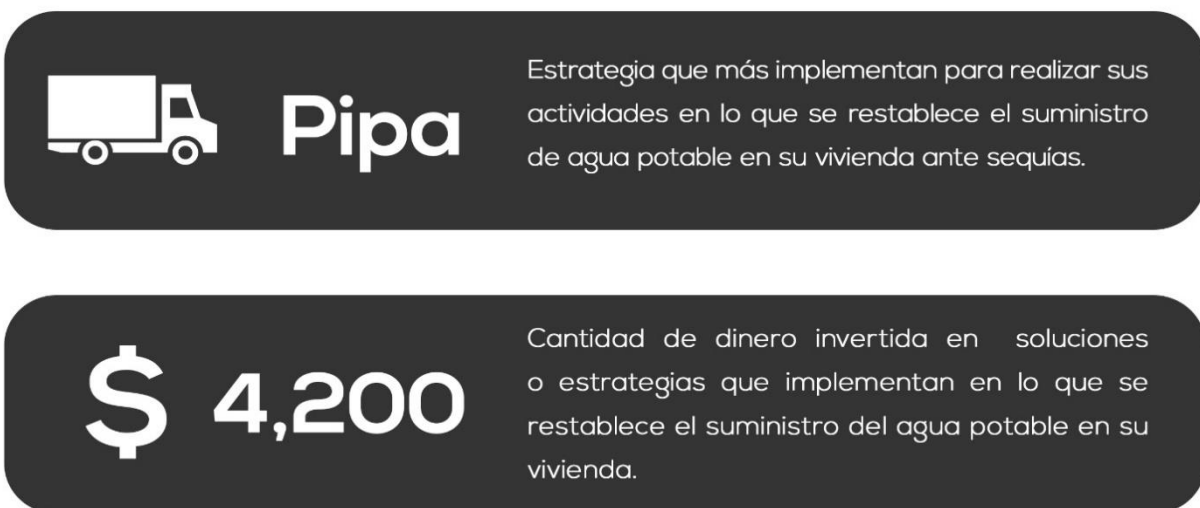 Pipa
Estrategia que más implementan para realizar sus
actividades en lo que se restablece el suministro
de agua potable en su vivienda ante sequías.
$ 4,200
Cantidad de dinero invertida en soluciones
o estrategias que implementan en lo que se
restablece el suministro del agua potable en su
vivienda.